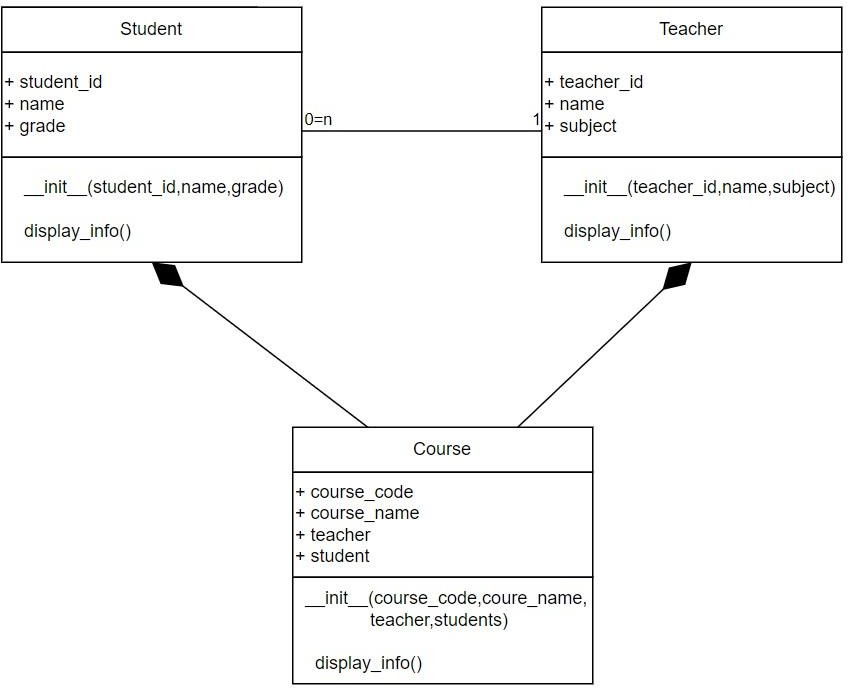 Student
+ student_id
+ name
+ grade
__init__(student_id,name,grade)
display_info()
0=n
1
Teacher
+ teacher_id
+ name
+ subject
__init__(teacher_id,name,subject)
display_info()
Course
+ course_code
+ course_name
+ teacher
+ student
__init__(course_code,coure_name,
teacher,students)
display_info()